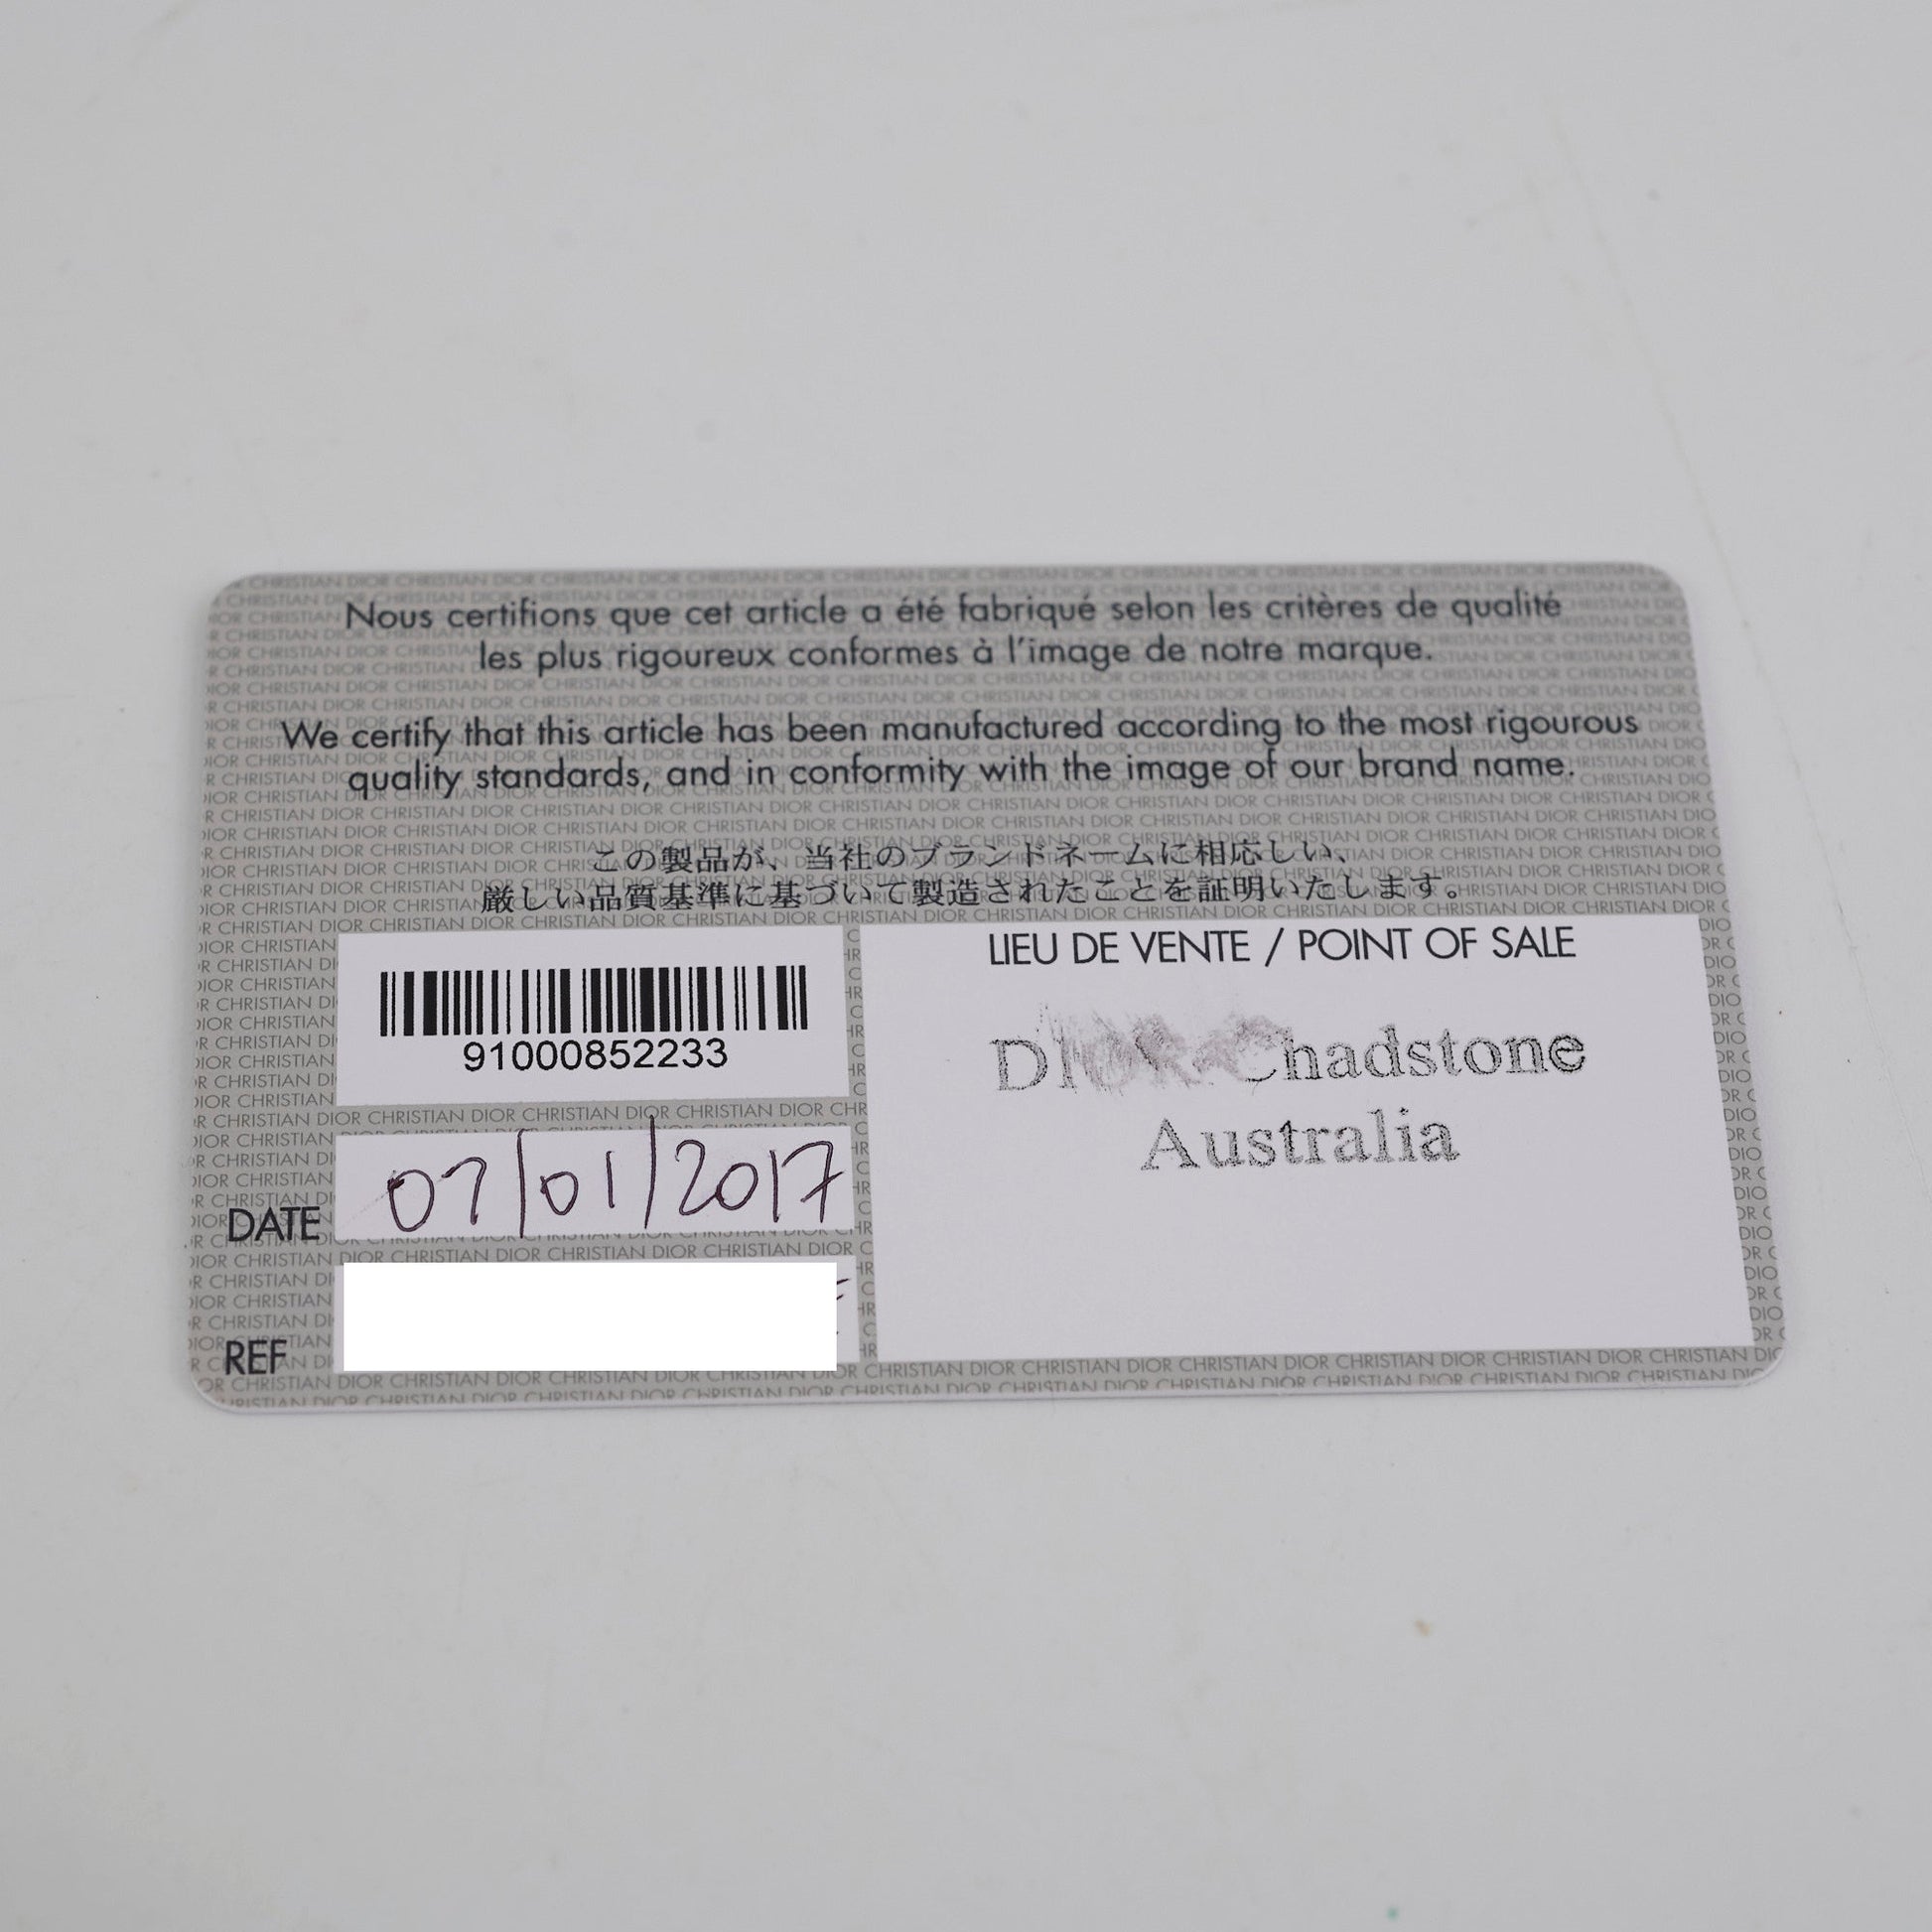 Nous certifions que cet article a été fabriqué selon les critères de qualité
les plus rigoureux conformes à l'image de notre marque.
We certify that this article has been manufactured according to the most rigourous
quality standards, and in conformity with the image of our brand name.
この製品が、当社のブランドネームに相応しい、
厳しい品質基準に基づいて製造されたことを証明いたします。
91000852233
DATE 07/01/2017
REF
LIEU DE VENTE / POINT OF SALE
DIOR Chadstone
Australia